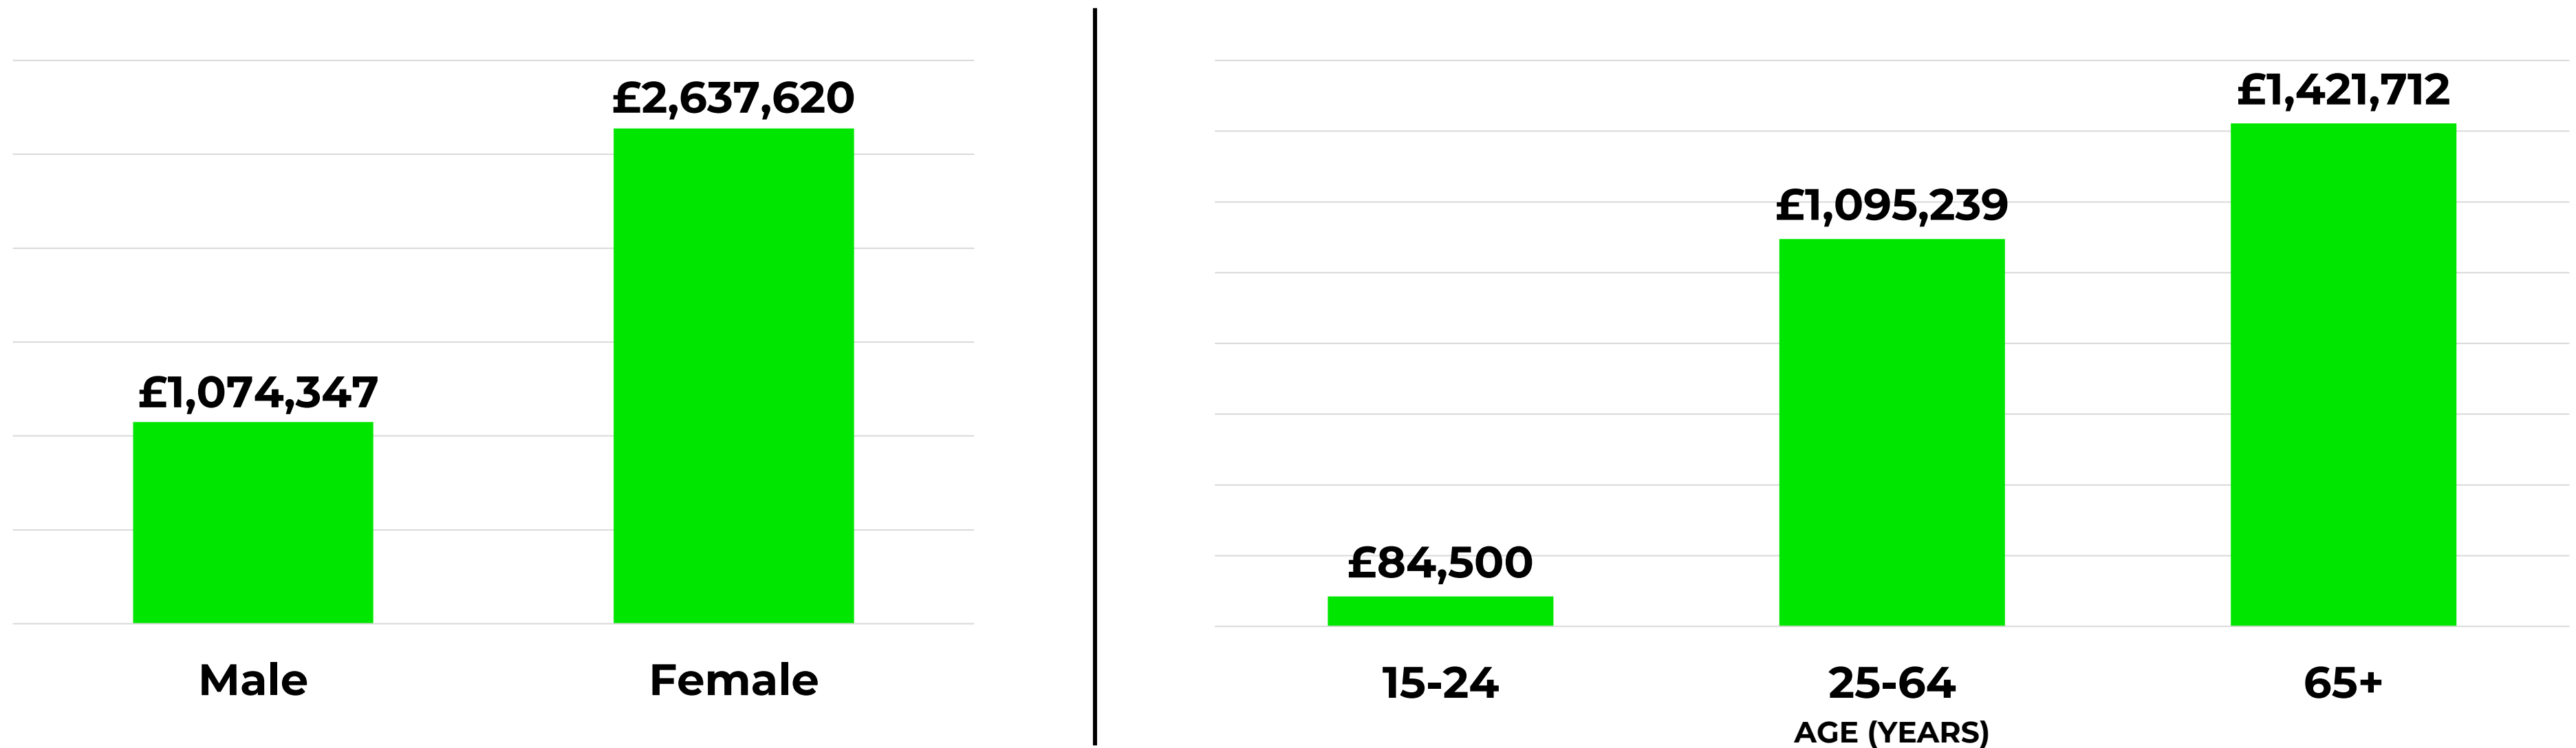 £2,637,620
£1,074,347
Male
Female
£1,421,712
£1,095,239
£84,500
15-24
25-64
65+
AGE (YEARS)